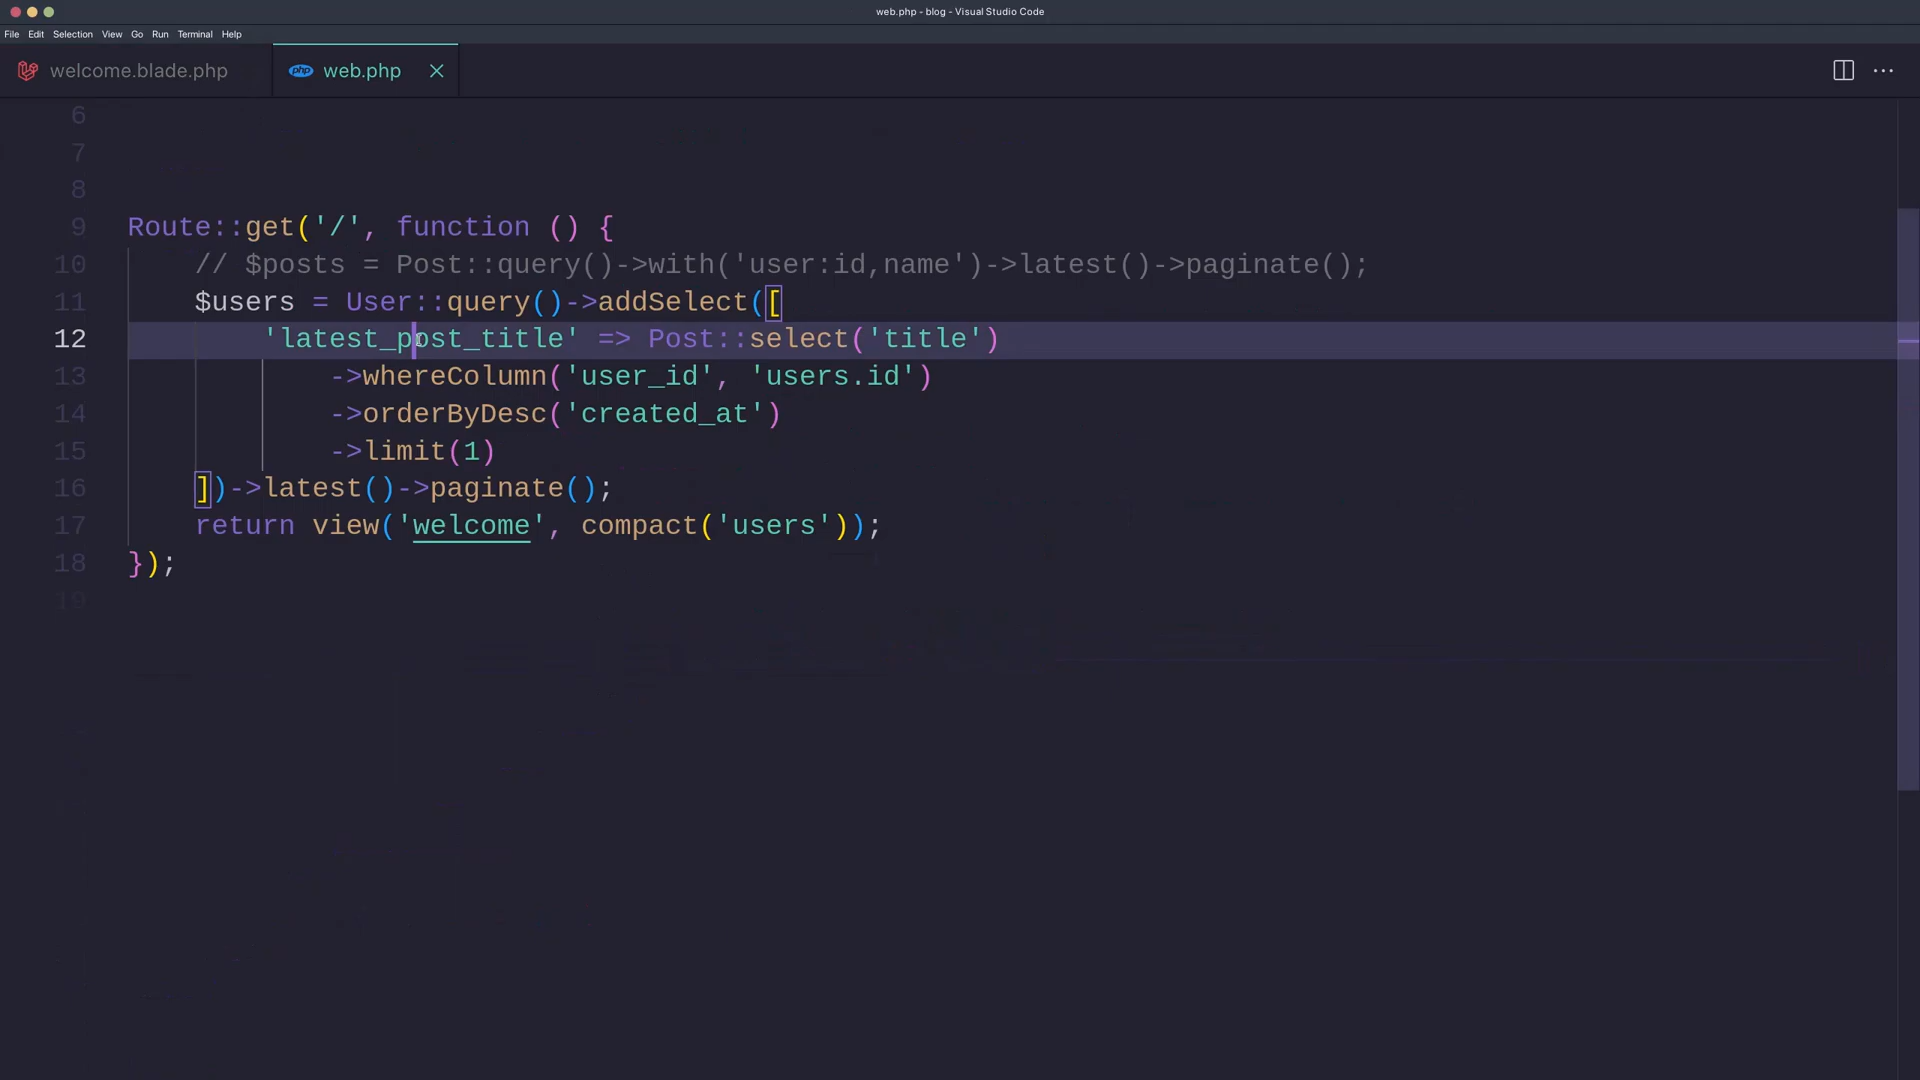 web.php - blog - Visual Studio Code
File Edit Selection View Go Run Terminal Help
welcome.blade.php php web.php
6
7
8
9 Route::get('/', function () {
10 // $posts = Post::query()->with('user:id,name')->latest()->paginate();
11 $users = User::query()->addSelect([
12 'latest_post_title' => Post::select('title')
13 ->whereColumn('user_id', 'users.id')
14 ->orderByDesc('created_at')
15 ->limit(1)
16 ])->latest()->paginate();
17 return view('welcome', compact('users'));
18 });
19